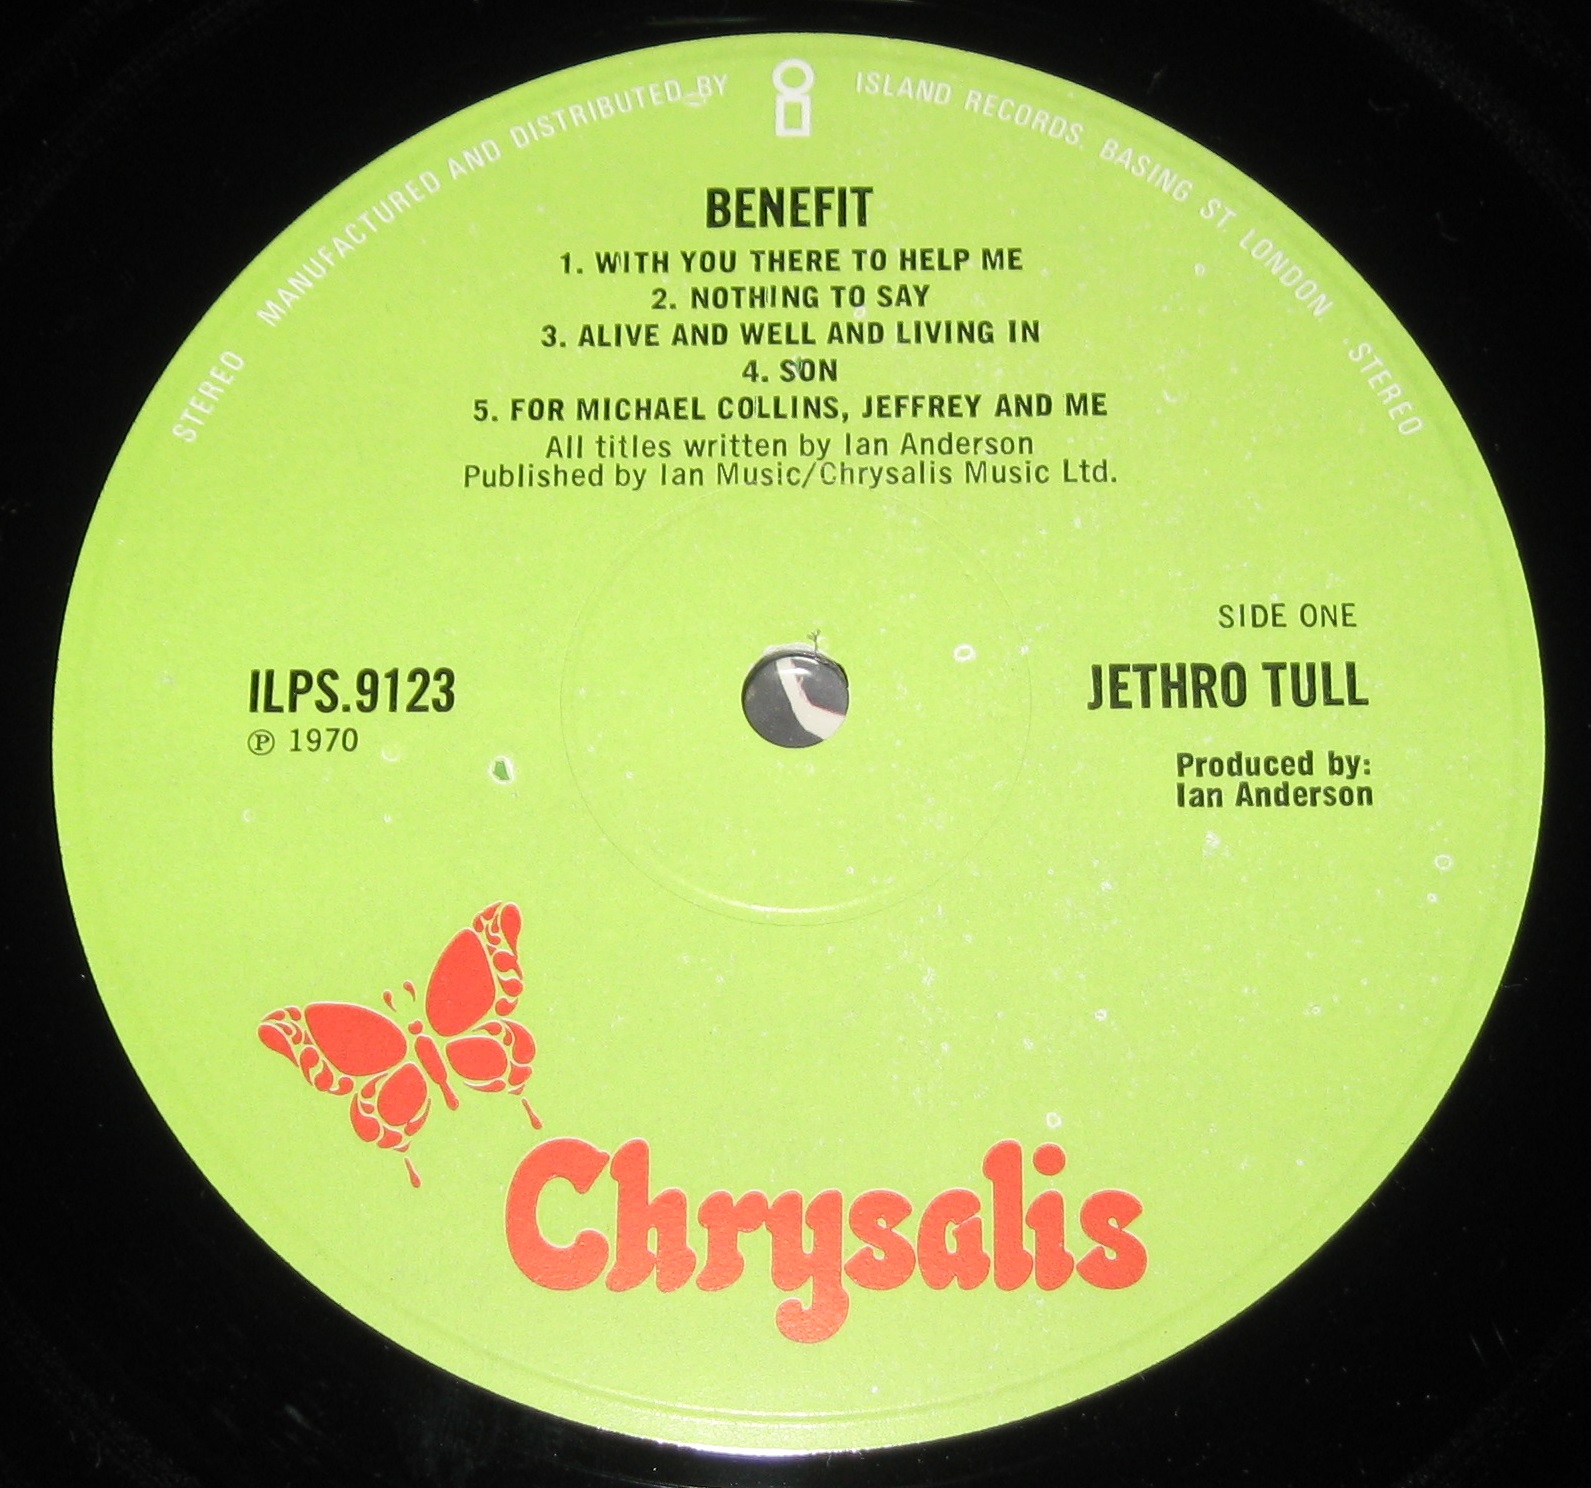 STEREO MANUFACTURED AND DISTRIBUTED BY ISLAND RECORDS, BASING ST. LONDON STEREO
BENEFIT
1. WITH YOU THERE TO HELP ME
2. NOTHING TO SAY
3. ALIVE AND WELL AND LIVING IN
4. SON
5. FOR MICHAEL COLLINS, JEFFREY AND ME
All titles written by Ian Anderson
Published by Ian Music/Chrysalis Music Ltd.
SIDE ONE
ILPS.9123
℗ 1970
JETHRO TULL
Produced by:
Ian Anderson
Chrysalis